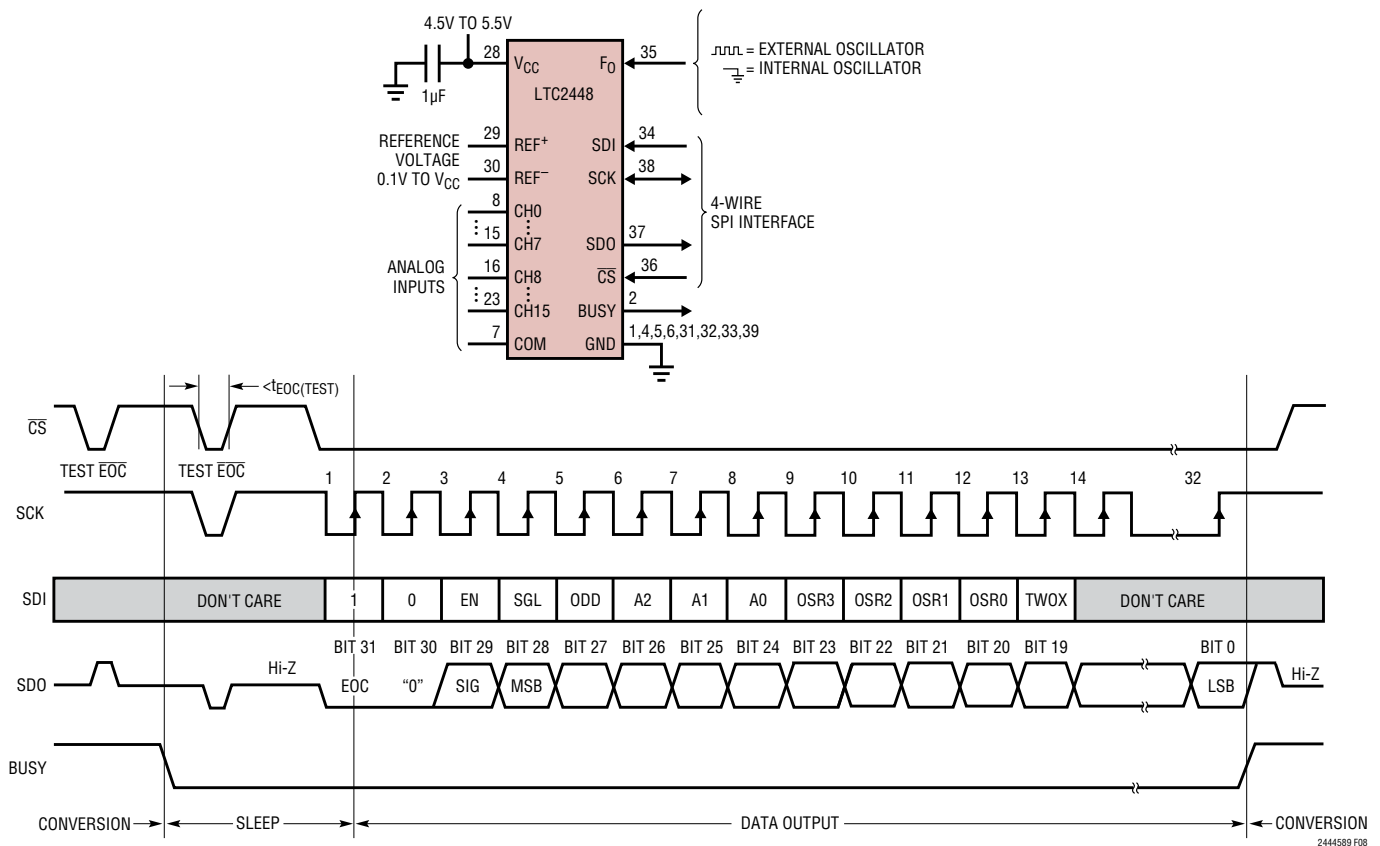 4.5V TO 5.5V
1µF
28
VCC
FO
35
= EXTERNAL OSCILLATOR
= INTERNAL OSCILLATOR
LTC2448
REFERENCE
VOLTAGE
0.1V TO VCC
29
REF+
30
REF–
SDI
34
SCK
38
4-WIRE
SPI INTERFACE
ANALOG
INPUTS
8
CH0
15
CH7
16
CH8
23
CH15
7
COM
SDO
37
CS
36
BUSY
2
GND
1,4,5,6,31,32,33,39
<tEOC(TEST)
CS
TEST EOC
TEST EOC
1 2 3 4 5 6 7 8 9 10 11 12 13 14 32
SCK
SDI
DON'T CARE
1 0 EN SGL ODD A2 A1 A0 OSR3 OSR2 OSR1 OSR0 TWOX
DON'T CARE
BIT 31 BIT 30 BIT 29 BIT 28 BIT 27 BIT 26 BIT 25 BIT 24 BIT 23 BIT 22 BIT 21 BIT 20 BIT 19 BIT 0
SDO
Hi-Z
EOC “0” SIG MSB LSB
Hi-Z
BUSY
CONVERSION
SLEEP
DATA OUTPUT
CONVERSION
2444589 F08